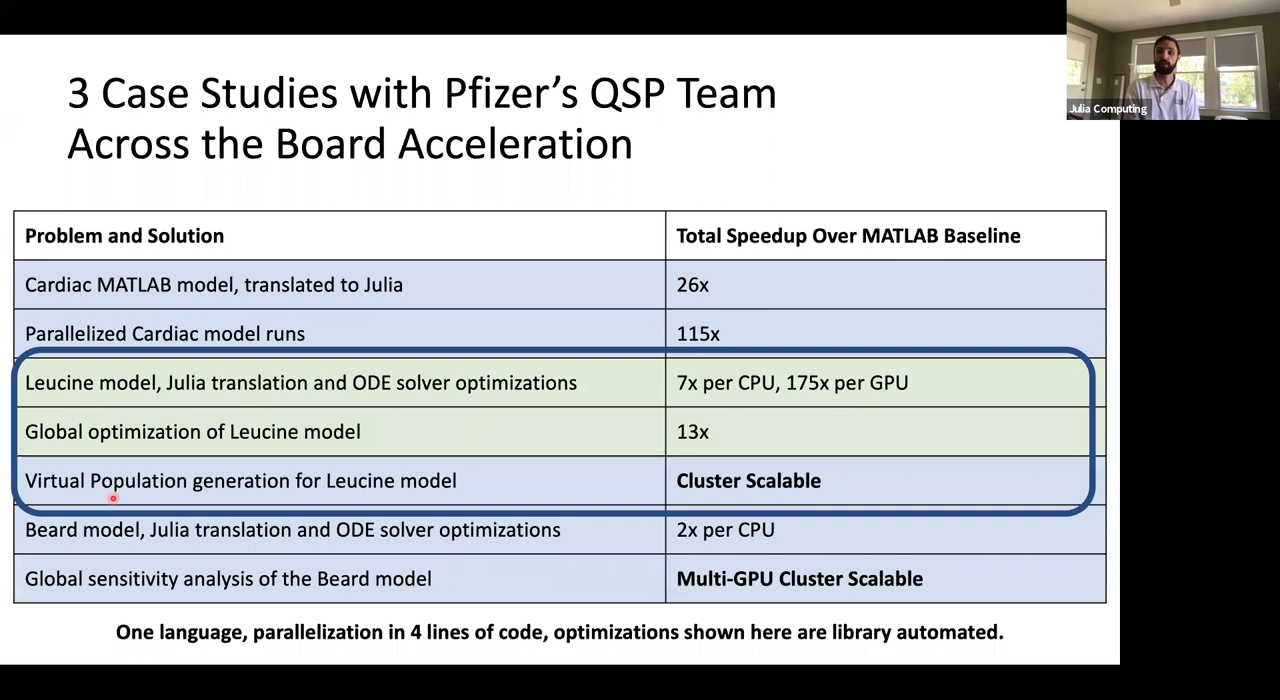 3 Case Studies with Pfizer's QSP Team
Across the Board Acceleration
Julia Computing
Problem and Solution
Total Speedup Over MATLAB Baseline
Cardiac MATLAB model, translated to Julia
26x
Parallelized Cardiac model runs
115x
Leucine model, Julia translation and ODE solver optimizations
7x per CPU, 175x per GPU
Global optimization of Leucine model
13x
Virtual Population generation for Leucine model
Cluster Scalable
Beard model, Julia translation and ODE solver optimizations
2x per CPU
Global sensitivity analysis of the Beard model
Multi-GPU Cluster Scalable
One language, parallelization in 4 lines of code, optimizations shown here are library automated.